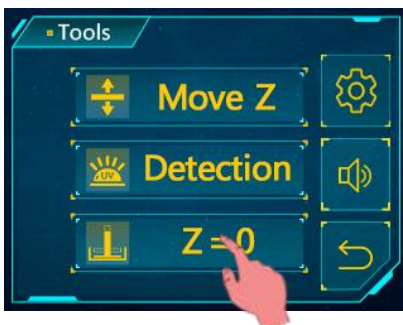 Tools
Move Z
UV
Detection
Z = 0